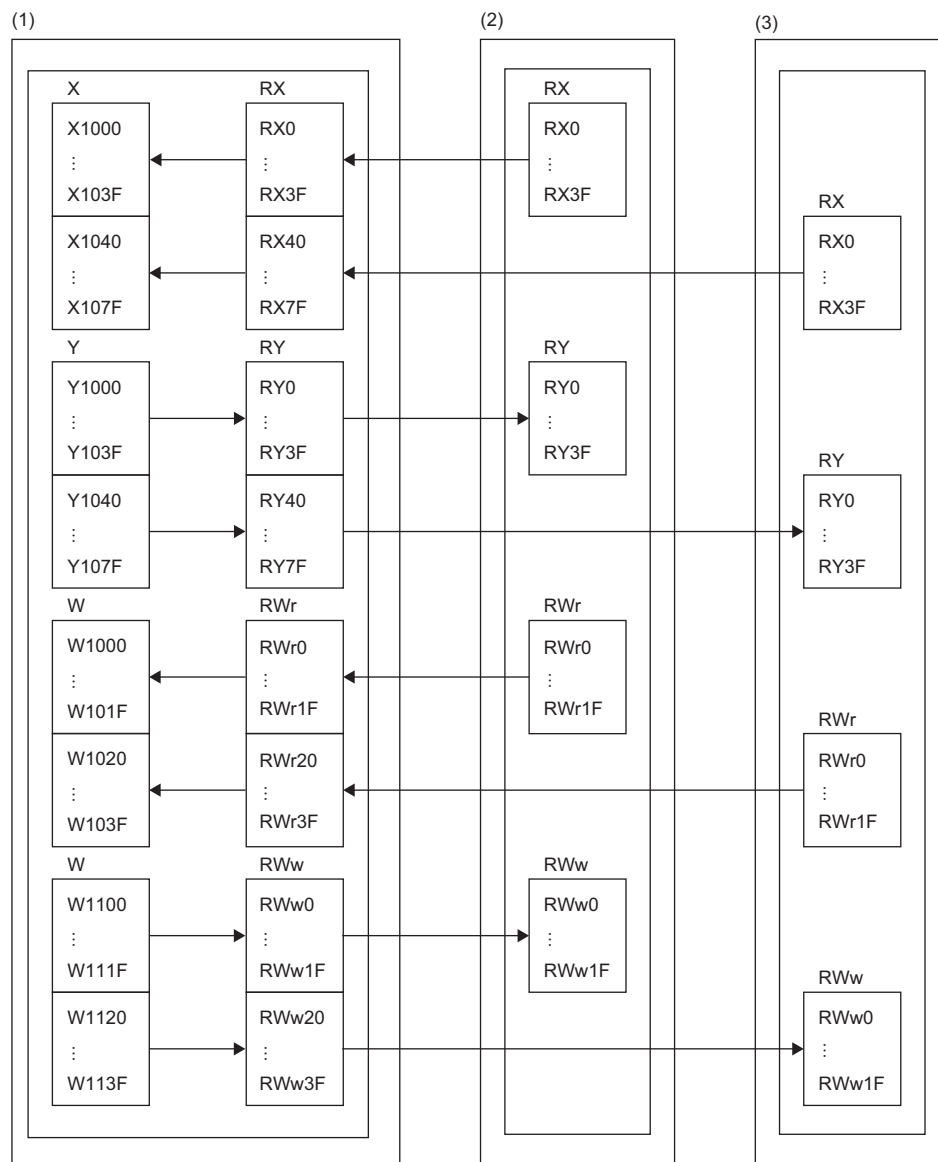 (1) (2) (3)
X RX RX
X1000 RX0 RX0
⋮ ⋮ ⋮
X103F RX3F RX3F
RX
X1040 RX40 RX0
⋮ ⋮ ⋮
X107F RX7F RX3F
Y RY RY
Y1000 RY0 RY0
⋮ ⋮ ⋮
Y103F RY3F RY3F
RY
Y1040 RY40 RY0
⋮ ⋮ ⋮
Y107F RY7F RY3F
W RWr RWr
W1000 RWr0 RWr0
⋮ ⋮ ⋮
W101F RWr1F RWr1F
RWr
W1020 RWr20 RWr0
⋮ ⋮ ⋮
W103F RWr3F RWr1F
W RWw RWw
W1100 RWw0 RWw0
⋮ ⋮ ⋮
W111F RWw1F RWw1F
RWw
W1120 RWw20 RWw0
⋮ ⋮ ⋮
W113F RWw3F RWw1F